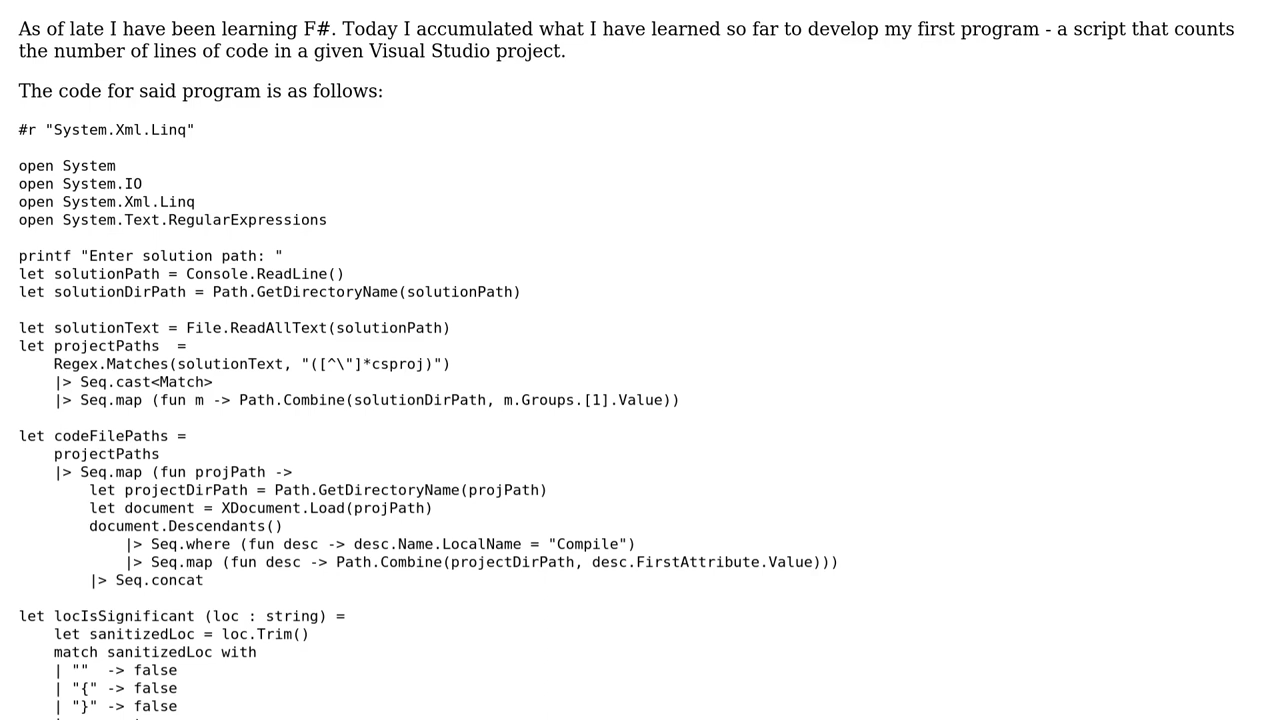 As of late I have been learning F#. Today I accumulated what I have learned so far to develop my first program - a script that counts
the number of lines of code in a given Visual Studio project.
The code for said program is as follows:
#r "System.Xml.Linq"
open System
open System.IO
open System.Xml.Linq
open System.Text.RegularExpressions
printf "Enter solution path: "
let solutionPath = Console.ReadLine()
let solutionDirPath = Path.GetDirectoryName(solutionPath)
let solutionText = File.ReadAllText(solutionPath)
let projectPaths  =
    Regex.Matches(solutionText, "([^\"]*csproj)")
    |> Seq.cast<Match>
    |> Seq.map (fun m -> Path.Combine(solutionDirPath, m.Groups.[1].Value))
let codeFilePaths =
    projectPaths
    |> Seq.map (fun projPath ->
        let projectDirPath = Path.GetDirectoryName(projPath)
        let document = XDocument.Load(projPath)
        document.Descendants()
            |> Seq.where (fun desc -> desc.Name.LocalName = "Compile")
            |> Seq.map (fun desc -> Path.Combine(projectDirPath, desc.FirstAttribute.Value)))
        |> Seq.concat
let locIsSignificant (loc : string) =
    let sanitizedLoc = loc.Trim()
    match sanitizedLoc with
    | ""  -> false
    | "{" -> false
    | "}" -> false